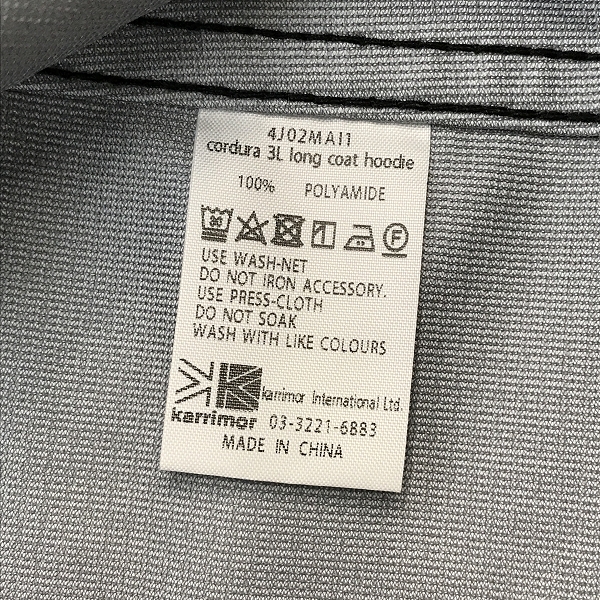 4J02MAI1
cordura 3L long coat hoodie
100% POLYAMIDE
F
USE WASH-NET
DO NOT IRON ACCESSORY.
USE PRESS-CLOTH
DO NOT SOAK
WASH WITH LIKE COLOURS
karrimor International Ltd.
karrimor 03-3221-6883
MADE IN CHINA